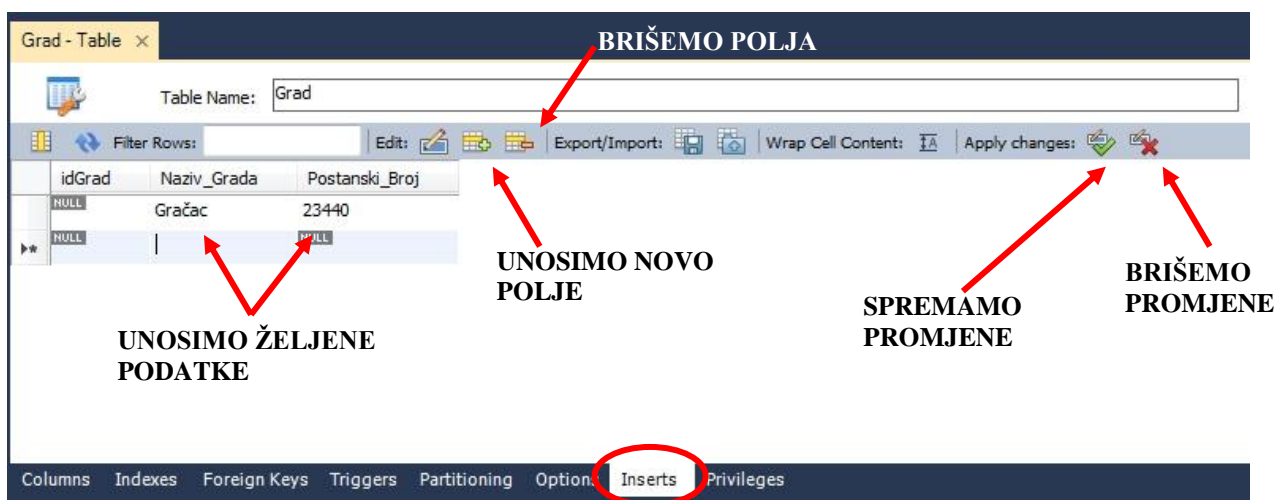 Grad - Table
BRIŠEMO POLJA
Table Name: Grad
Filter Rows: Edit: Export/Import: Wrap Cell Content: Apply changes:
idGrad Naziv_Grada Postanski_Broj
NULL Gračac 23440
NULL NULL
UNOSIMO NOVO
POLJE
BRIŠEMO
PROMJENE
SPREMAMO
PROMJENE
UNOSIMO ŽELJENE
PODATKE
Columns Indexes Foreign Keys Triggers Partitioning Options Inserts Privileges